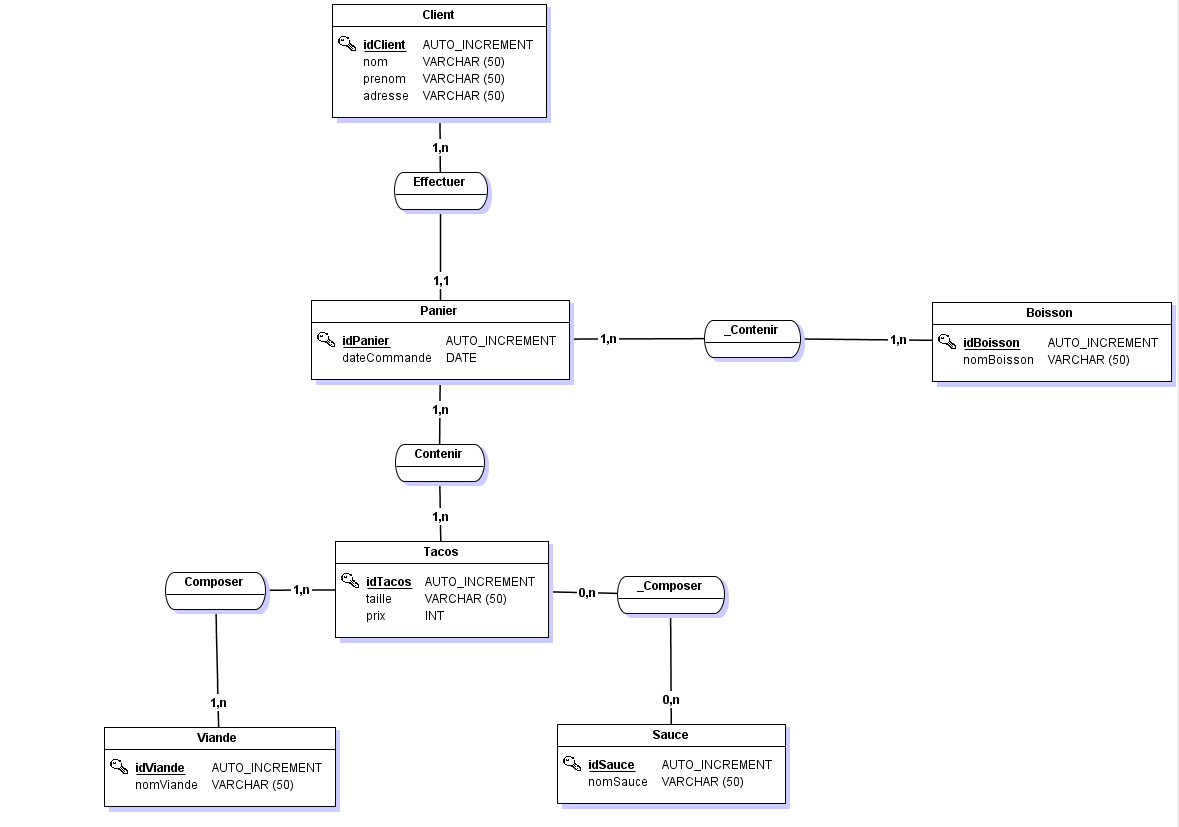 Client
idClient AUTO_INCREMENT
nom VARCHAR (50)
prenom VARCHAR (50)
adresse VARCHAR (50)
1,n
Effectuer
1,1
Panier
idPanier AUTO_INCREMENT
dateCommande DATE
1,n
_Contenir
1,n
Boisson
idBoisson AUTO_INCREMENT
nomBoisson VARCHAR (50)
1,n
Contenir
1,n
Tacos
idTacos AUTO_INCREMENT
taille VARCHAR (50)
prix INT
Composer
1,n
0,n
_Composer
1,n
0,n
Viande
idViande AUTO_INCREMENT
nomViande VARCHAR (50)
Sauce
idSauce AUTO_INCREMENT
nomSauce VARCHAR (50)